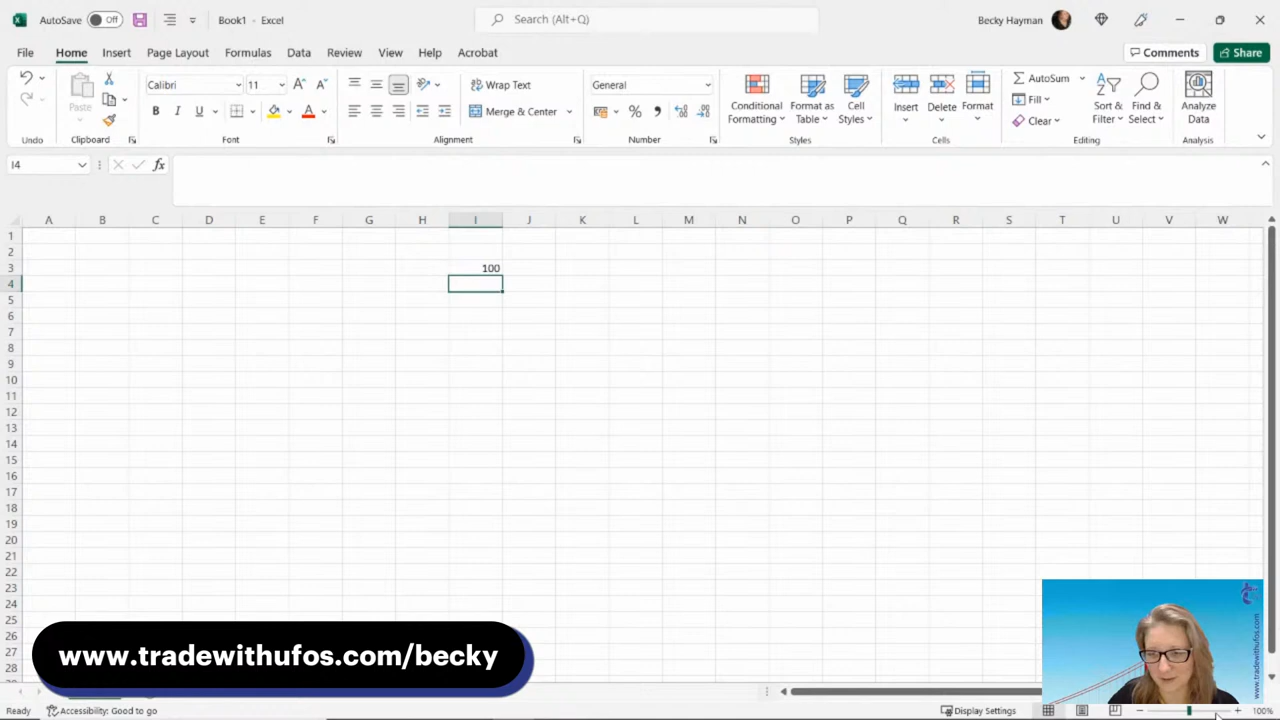 AutoSave Off Book1 - Excel Search (Alt+Q) Becky Hayman
File Home Insert Page Layout Formulas Data Review View Help Acrobat Comments Share
Calibri 11 Wrap Text General AutoSum
Paste Conditional Format as Cell Insert Delete Format Fill Sort & Find & Analyze
Merge & Center Formatting Table Styles Clear Filter Select Data
Undo Clipboard Font Alignment Number Styles Cells Editing Analysis
I4 fx
A B C D E F G H I J K L M N O P Q R S T U V W
1
2
3 100
4
5
6
7
8
9
10
11
12
13
14
15
16
17
18
19
20
21
22
23
24
25
26
27
28
www.tradewithufos.com/becky
www.tradewithufos.com
Ready Accessibility: Good to go Display Settings 100%